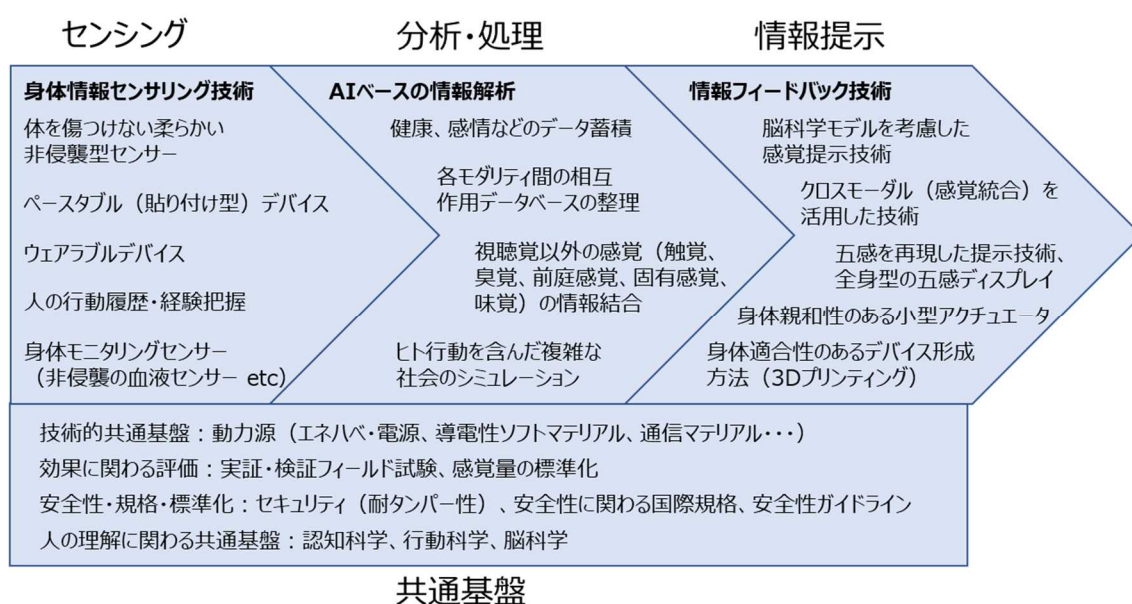 センシング
分析・処理
情報提示
身体情報センサリング技術
体を傷つけない柔らかい
非侵襲型センサー
ペースタブル（貼り付け型）デバイス
ウェアラブルデバイス
人の行動履歴・経験把握
身体モニタリングセンサー
（非侵襲の血液センサー etc)
AIベースの情報解析
健康、感情などのデータ蓄積
各モダリティ間の相互
作用データベースの整理
視聴覚以外の感覚（触覚、
臭覚、前庭感覚、固有感覚、
味覚）の情報結合
ヒト行動を含んだ複雑な
社会のシミュレーション
情報フィードバック技術
脳科学モデルを考慮した
感覚提示技術
クロスモーダル（感覚統合）を
活用した技術
五感を再現した提示技術、
全身型の五感ディスプレイ
身体親和性のある小型アクチュエータ
身体適合性のあるデバイス形成
方法（3Dプリンティング）
技術的共通基盤：動力源（エネハベ・電源、導電性ソフトマテリアル、通信マテリアル・・・）
効果に関わる評価：実証・検証フィールド試験、感覚量の標準化
安全性・規格・標準化：セキュリティ（耐タンパー性）、安全性に関わる国際規格、安全性ガイドライン
人の理解に関わる共通基盤：認知科学、行動科学、脳科学
共通基盤